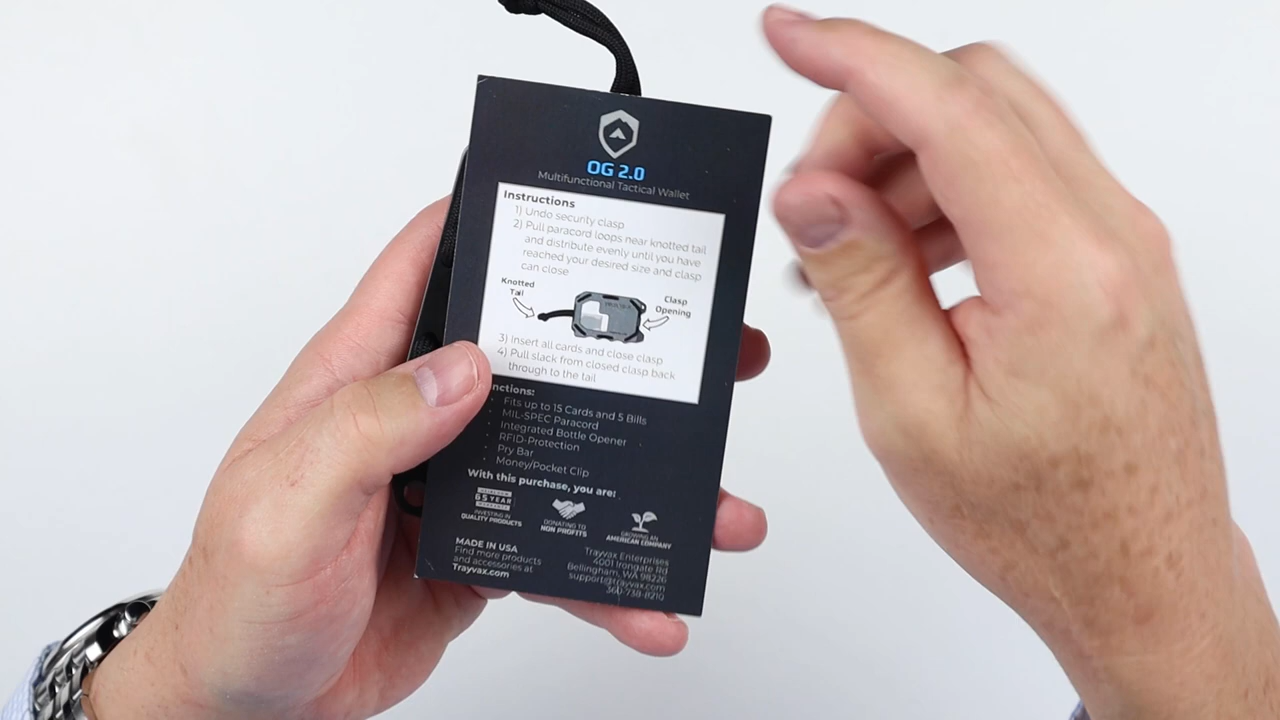 OG 2.0
Multifunctional Tactical Wallet
Instructions
1) Undo security clasp
2) Pull paracord loops near knotted tail
and distribute evenly until you have
reached your desired size and clasp
can close
Knotted
Tail
Clasp
Opening
3) Insert all cards and close clasp
4) Pull slack from closed clasp back
through to the tail
nctions:
• Fits up to 15 Cards and 5 Bills
• MIL-SPEC Paracord
• Integrated Bottle Opener
• RFID-Protection
• Pry Bar
• Money/Pocket Clip
With this purchase, you are:
65 YEAR
INVESTING IN
QUALITY PRODUCTS
DONATING TO
NON PROFITS
GROWING AN
AMERICAN COMPANY
MADE IN USA
Find more products
and accessories at
Trayvax.com
Trayvax Enterprises
4001 Irongate Rd
Bellingham, WA 98226
support@trayvax.com
360-738-8210